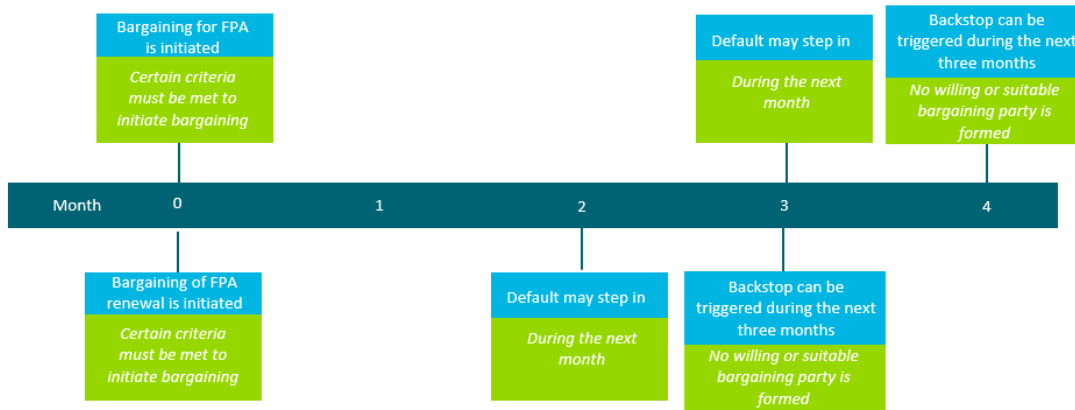 Bargaining for FPA
is initiated
Certain criteria
must be met to
initiate bargaining
Default may step in
During the next
month
Backstop can be
triggered during the next
three months
No willing or suitable
bargaining party is
formed
Month 0 1 2 3 4
Bargaining of FPA
renewal is initiated
Certain criteria
must be met to
initiate bargaining
Default may step in
During the next
month
Backstop can be
triggered during the next
three months
No willing or suitable
bargaining party is
formed